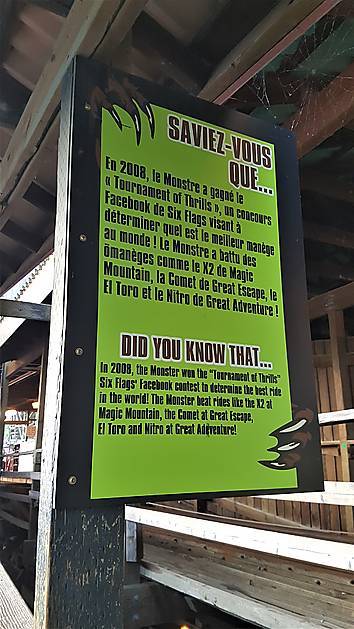 SAVIEZ-VOUS
QUE...
En 2008, le Monstre a gagné le
« Tournament of Thrills », un concours
Facebook de Six Flags visant à
déterminer quel est le meilleur manège
au monde ! Le Monstre a battu des
manèges comme le X2 de Magic
Mountain, la Comet de Great Escape, le
El Toro et le Nitro de Great Adventure !
DID YOU KNOW THAT...
In 2008, the Monster won the "Tournament of Thrills"
Six Flags' Facebook contest to determine the best ride
in the world! The Monster beat rides like the X2 at
Magic Mountain, the Comet at Great Escape,
El Toro and Nitro at Great Adventure!